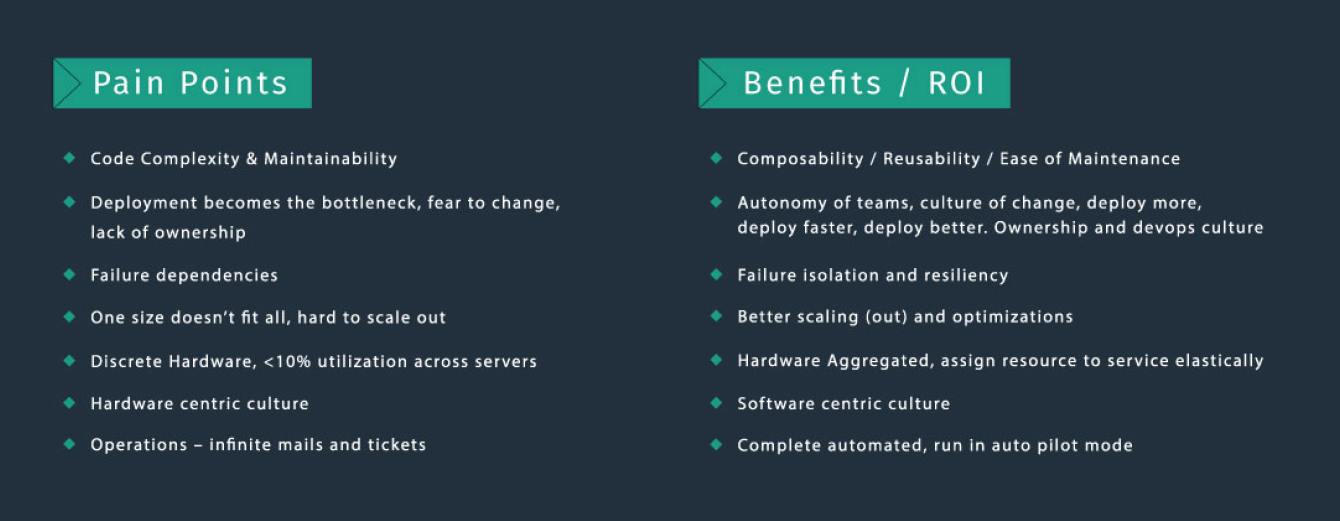 Pain Points
Code Complexity & Maintainability
Deployment becomes the bottleneck, fear to change,
lack of ownership
Failure dependencies
One size doesn’t fit all, hard to scale out
Discrete Hardware, <10% utilization across servers
Hardware centric culture
Operations – infinite mails and tickets
Benefits / ROI
Composability / Reusability / Ease of Maintenance
Autonomy of teams, culture of change, deploy more,
deploy faster, deploy better. Ownership and devops culture
Failure isolation and resiliency
Better scaling (out) and optimizations
Hardware Aggregated, assign resource to service elastically
Software centric culture
Complete automated, run in auto pilot mode